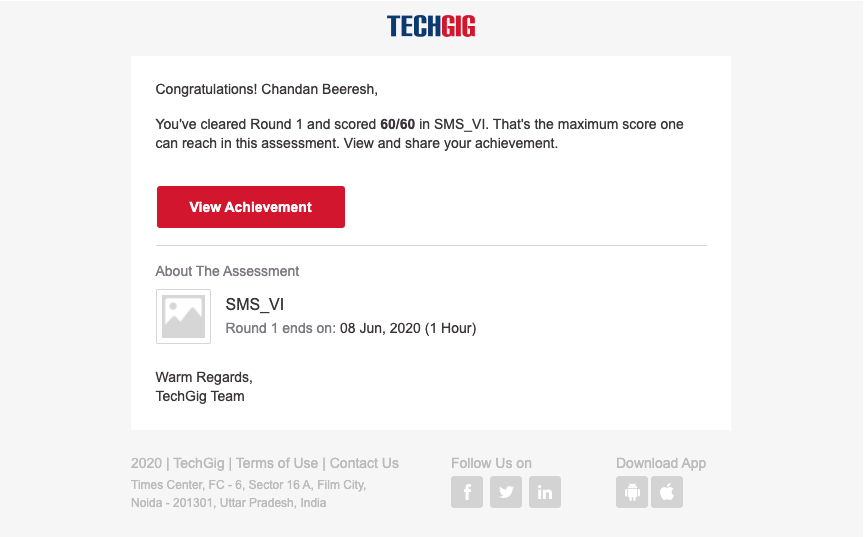 TECHGIG
Congratulations! Chandan Beeresh,
You've cleared Round 1 and scored 60/60 in SMS_VI. That's the maximum score one
can reach in this assessment. View and share your achievement.
View Achievement
About The Assessment
SMS_VI
Round 1 ends on: 08 Jun, 2020 (1 Hour)
Warm Regards,
TechGig Team
2020 | TechGig | Terms of Use | Contact Us
Times Center, FC - 6, Sector 16 A, Film City,
Noida - 201301, Uttar Pradesh, India
Follow Us on
f
in
Download App